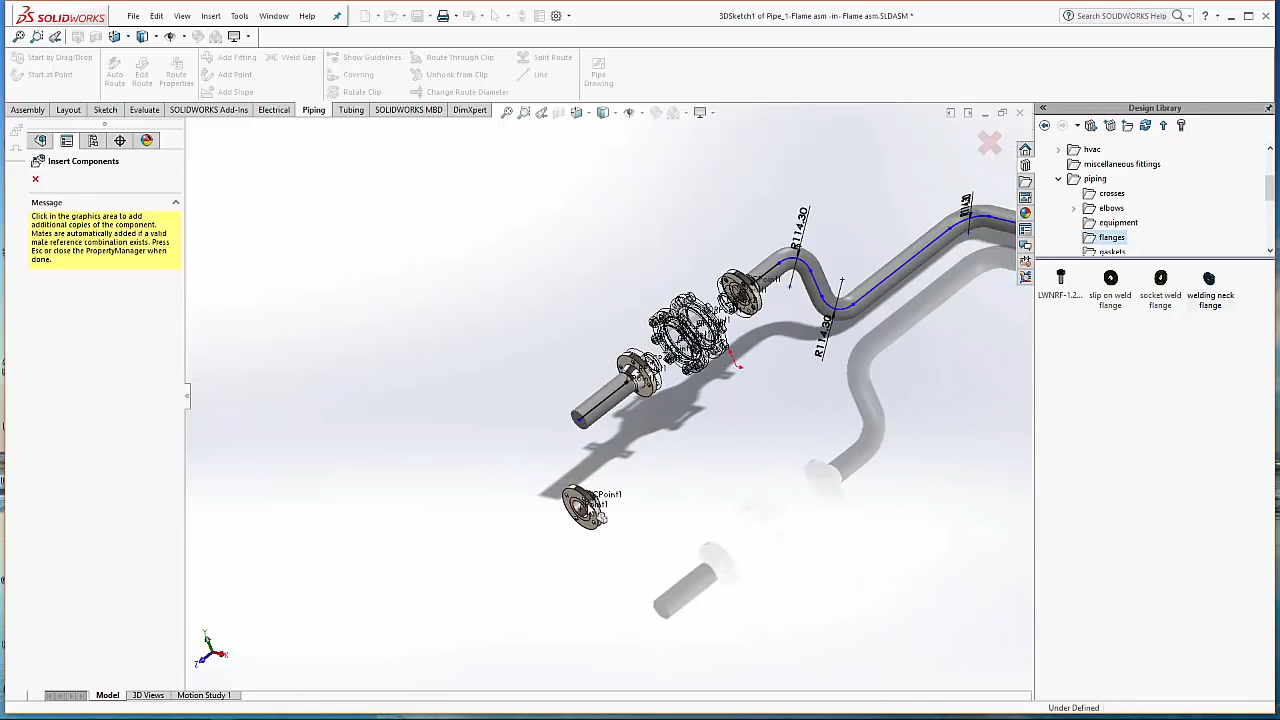 SOLIDWORKS
File Edit View Insert Tools Window Help
3DSketch1 of Pipe_1-Flame asm -in- Flame asm.SLDASM *
Search SOLIDWORKS Help
Start by Drag/Drop
Start at Point
Auto Route
Edit Route
Route Properties
Add Fitting
Add Point
Add Slope
Weld Gap
Show Guidelines
Covering
Rotate Clip
Route Through Clip
Unhook from Clip
Change Route Diameter
Split Route
Line
Pipe Drawing
Assembly Layout Sketch Evaluate SOLIDWORKS Add-Ins Electrical Piping Tubing SOLIDWORKS MBD DimXpert
Design Library
Insert Components
Message
Click in the graphics area to add
additional copies of the component.
Mates are automatically added if a valid
mate reference combination exists. Press
Esc or close the PropertyManager when
done.
hvac
miscellaneous fittings
piping
crosses
elbows
equipment
flanges
gaskets
LWNRF-1.2...
slip on weld flange
socket weld flange
welding neck flange
R114.30
R114.30
CPoint1
Y
Z
X
Model 3D Views Motion Study 1
Under Defined